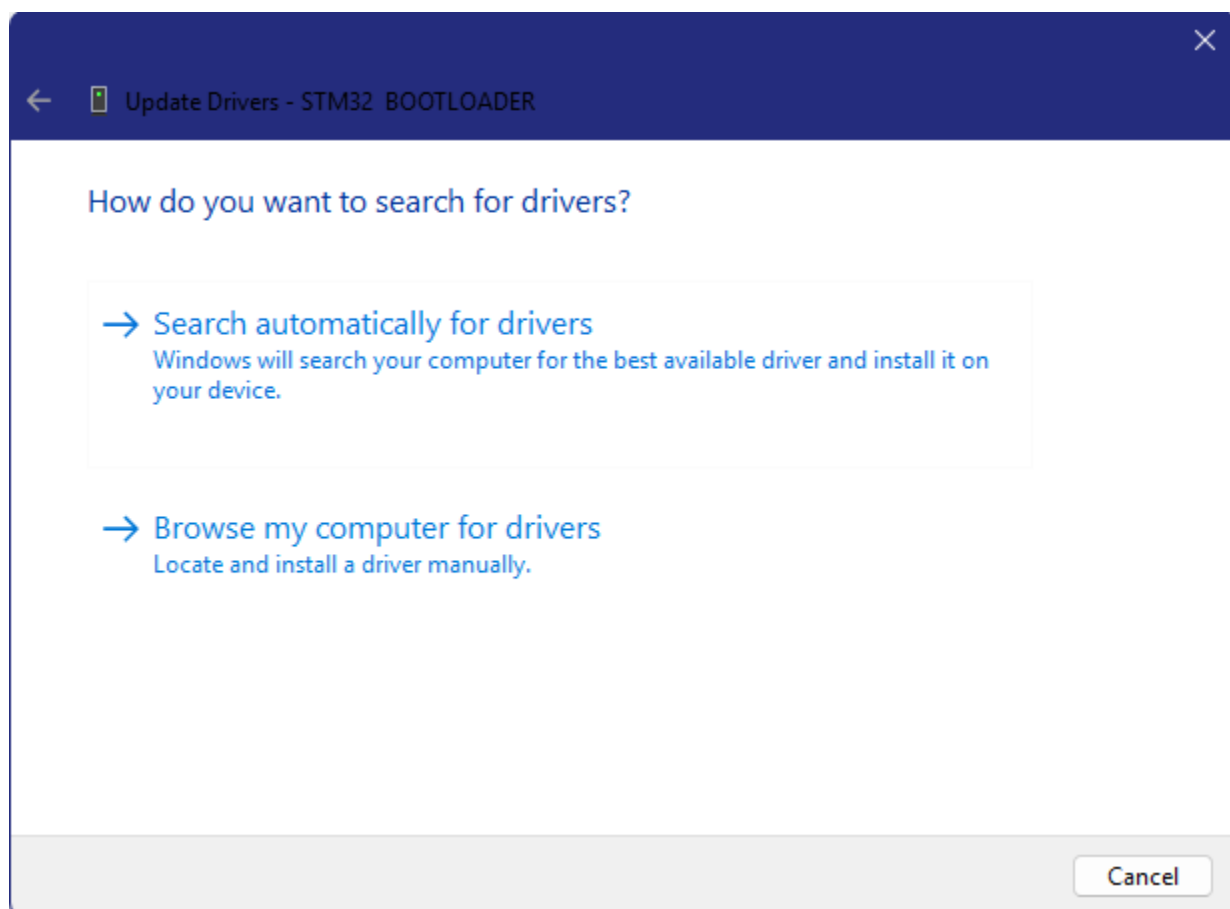 Update Drivers - STM32  BOOTLOADER
How do you want to search for drivers?
Search automatically for drivers
Windows will search your computer for the best available driver and install it on
your device.
Browse my computer for drivers
Locate and install a driver manually.
Cancel